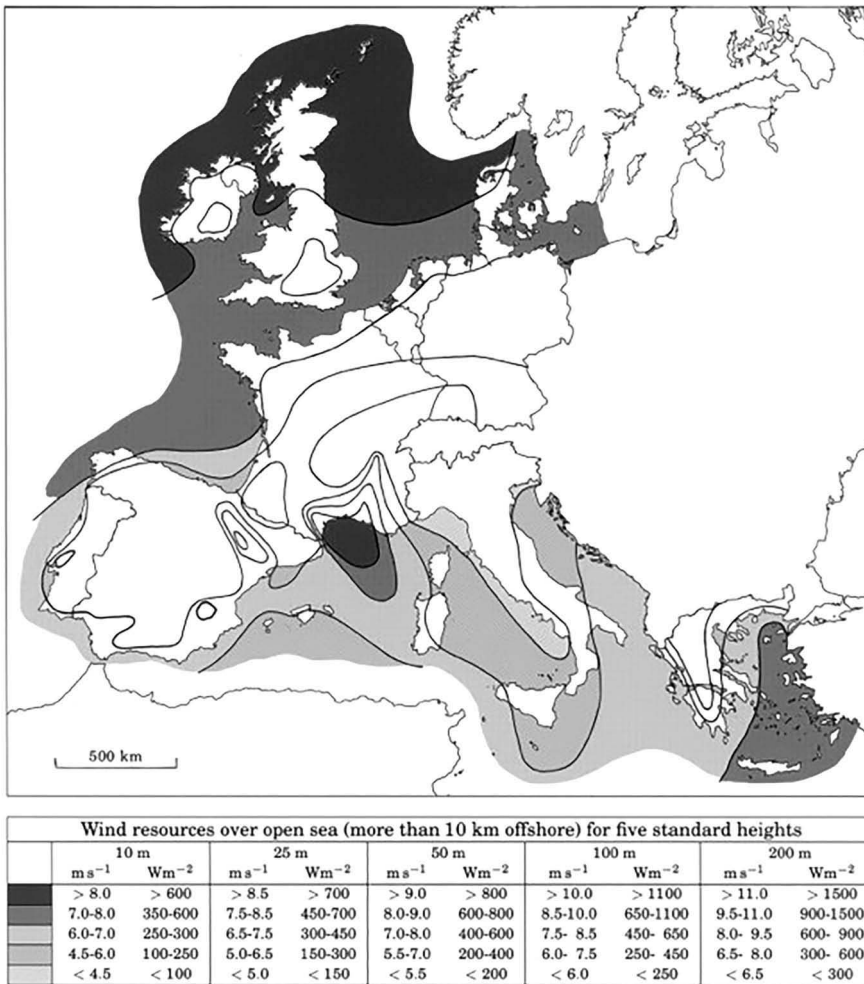 500 km
Wind resources over open sea (more than 10 km offshore) for five standard heights
10 m 25 m 50 m 100 m 200 m
m s⁻¹ Wm⁻² m s⁻¹ Wm⁻² m s⁻¹ Wm⁻² m s⁻¹ Wm⁻² m s⁻¹ Wm⁻²
> 8.0 > 600 > 8.5 > 700 > 9.0 > 800 > 10.0 > 1100 > 11.0 > 1500
7.0-8.0 350-600 7.5-8.5 450-700 8.0-9.0 600-800 8.5-10.0 650-1100 9.5-11.0 900-1500
6.0-7.0 250-300 6.5-7.5 300-450 7.0-8.0 400-600 7.5- 8.5 450- 650 8.0- 9.5 600- 900
4.5-6.0 100-250 5.0-6.5 150-300 5.5-7.0 200-400 6.0- 7.5 250- 450 6.5- 8.0 300- 600
< 4.5 < 100 < 5.0 < 150 < 5.5 < 200 < 6.0 < 250 < 6.5 < 300